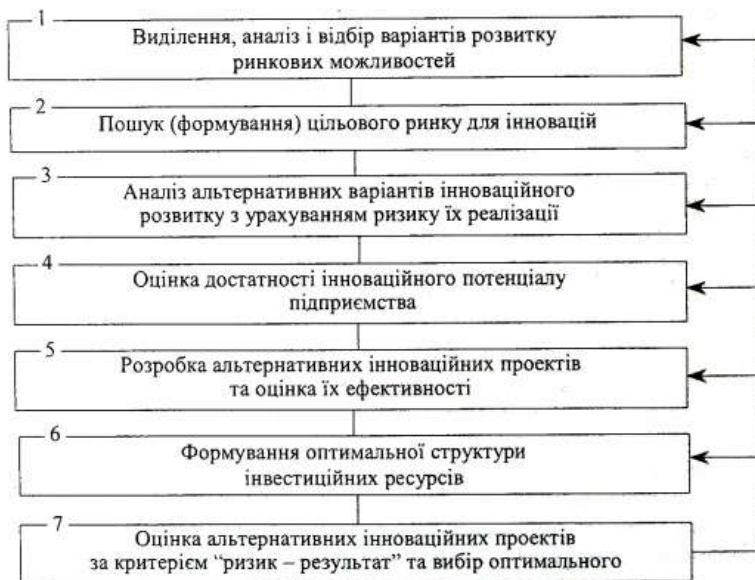 1
Виділення, аналіз і відбір варіантів розвитку
ринкових можливостей
2
Пошук (формування) цільового ринку для інновацій
3
Аналіз альтернативних варіантів інноваційного
розвитку з урахуванням ризику їх реалізації
4
Оцінка достатності інноваційного потенціалу
підприємства
5
Розробка альтернативних інноваційних проектів
та оцінка їх ефективності
6
Формування оптимальної структури
інвестиційних ресурсів
7
Оцінка альтернативних інноваційних проектів
за критерієм “ризик – результат” та вибір оптимального